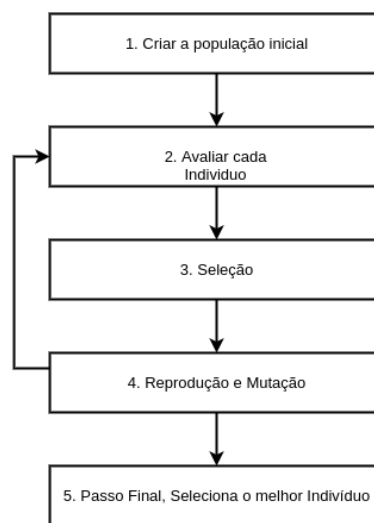 1. Criar a população inicial
2. Avaliar cada
Individuo
3. Seleção
4. Reprodução e Mutação
5. Passo Final, Seleciona o melhor Indivíduo